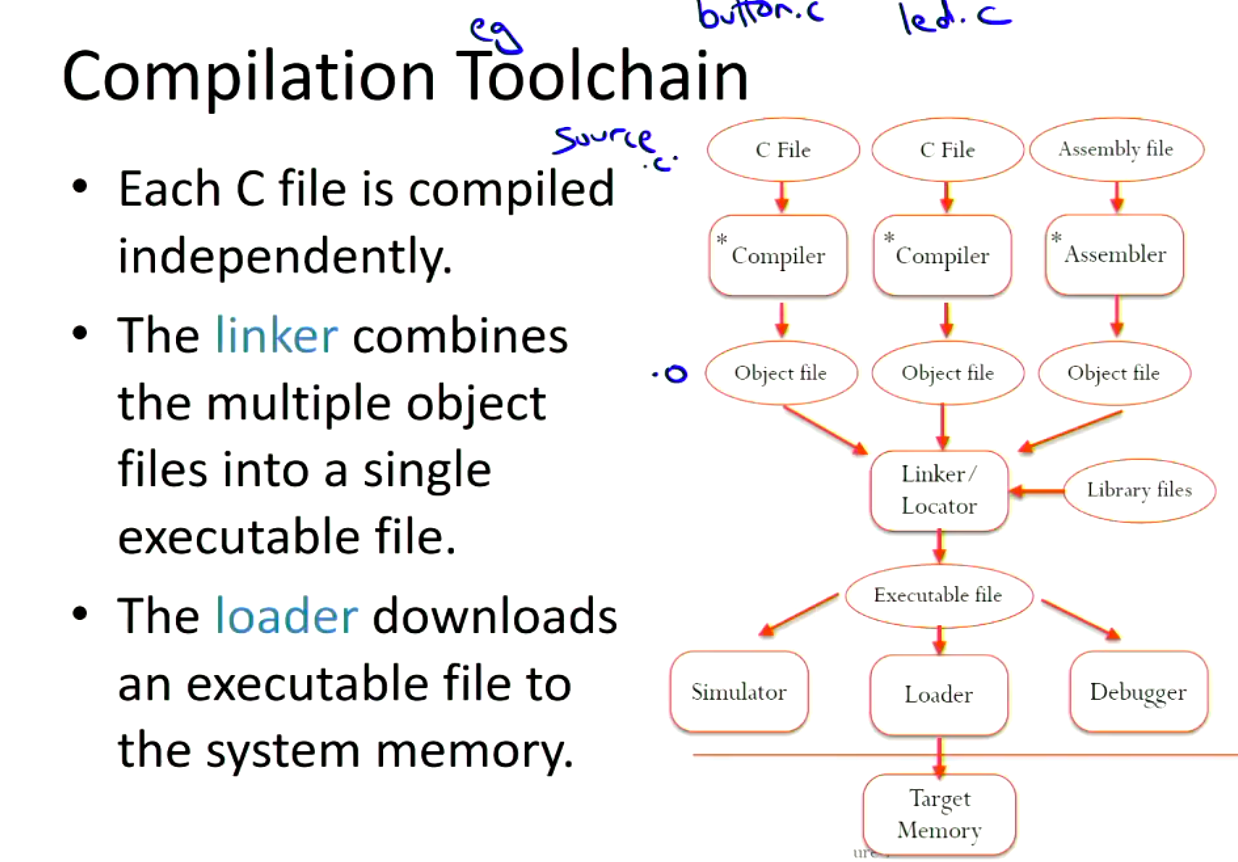 eg
button.c
led.c
Compilation Toolchain
source
.c.
• Each C file is compiled
independently.
• The linker combines
the multiple object
files into a single
executable file.
• The loader downloads
an executable file to
the system memory.
C File
C File
Assembly file
* Compiler
* Compiler
* Assembler
.o
Object file
Object file
Object file
Linker/
Locator
Library files
Executable file
Simulator
Loader
Debugger
Target
Memory